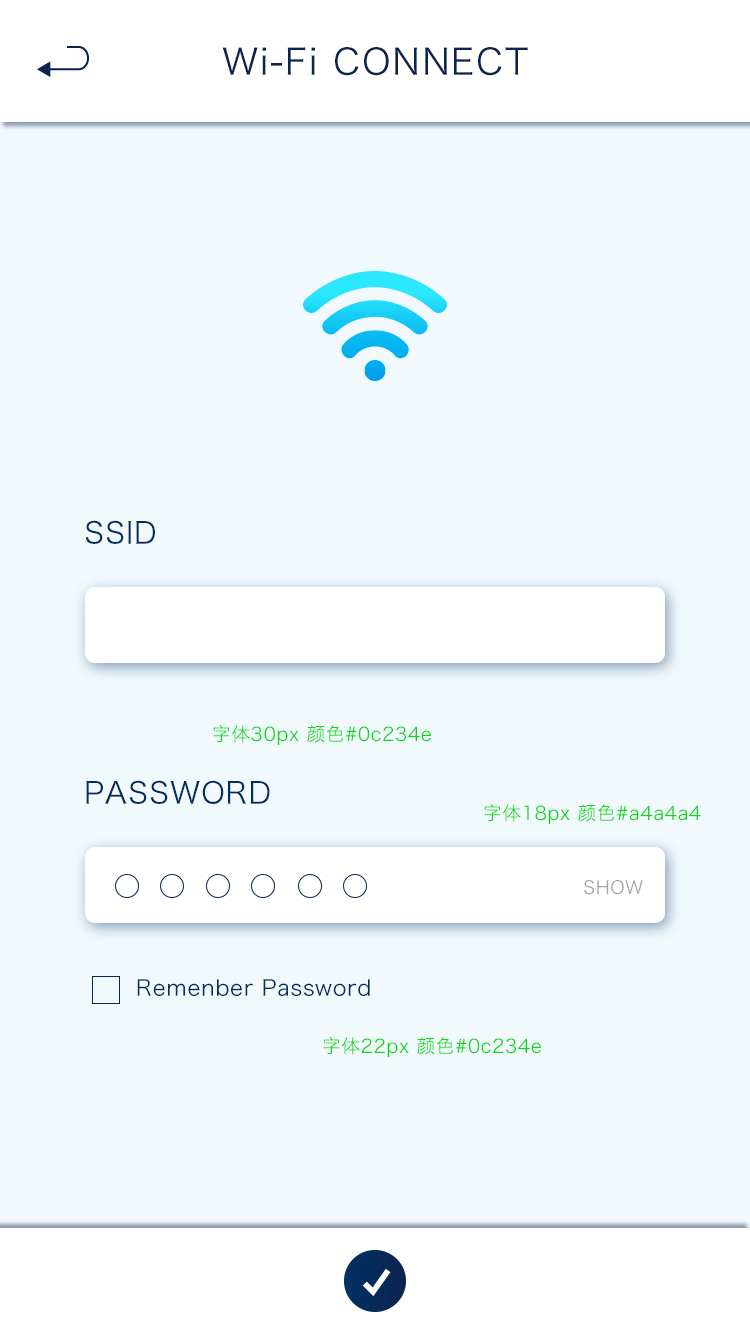 Wi-Fi CONNECT
SSID
字体30px 颜色#0c234e
PASSWORD
字体18px 颜色#a4a4a4
SHOW
Remenber Password
字体22px 颜色#0c234e